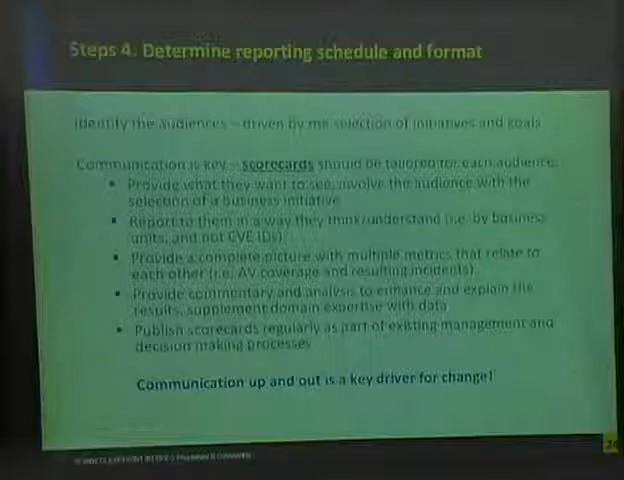 Steps 4. Determine reporting schedule and format
Identify the audiences – driven by the selection of initiatives and goals
Communication is key – scorecards should be tailored for each audience:
• Provide what they want to see, involve the audience with the
selection of a business initiative
• Report to them in a way they think/understand (i.e. by business
units, and not CVE IDs)
• Provide a complete picture with multiple metrics that relate to
each other (i.e. AV coverage and resulting incidents)
• Provide commentary and analysis to enhance and explain the
results, supplement domain expertise with data
• Publish scorecards regularly as part of existing management and
decision making processes
Communication up and out is a key driver for change!